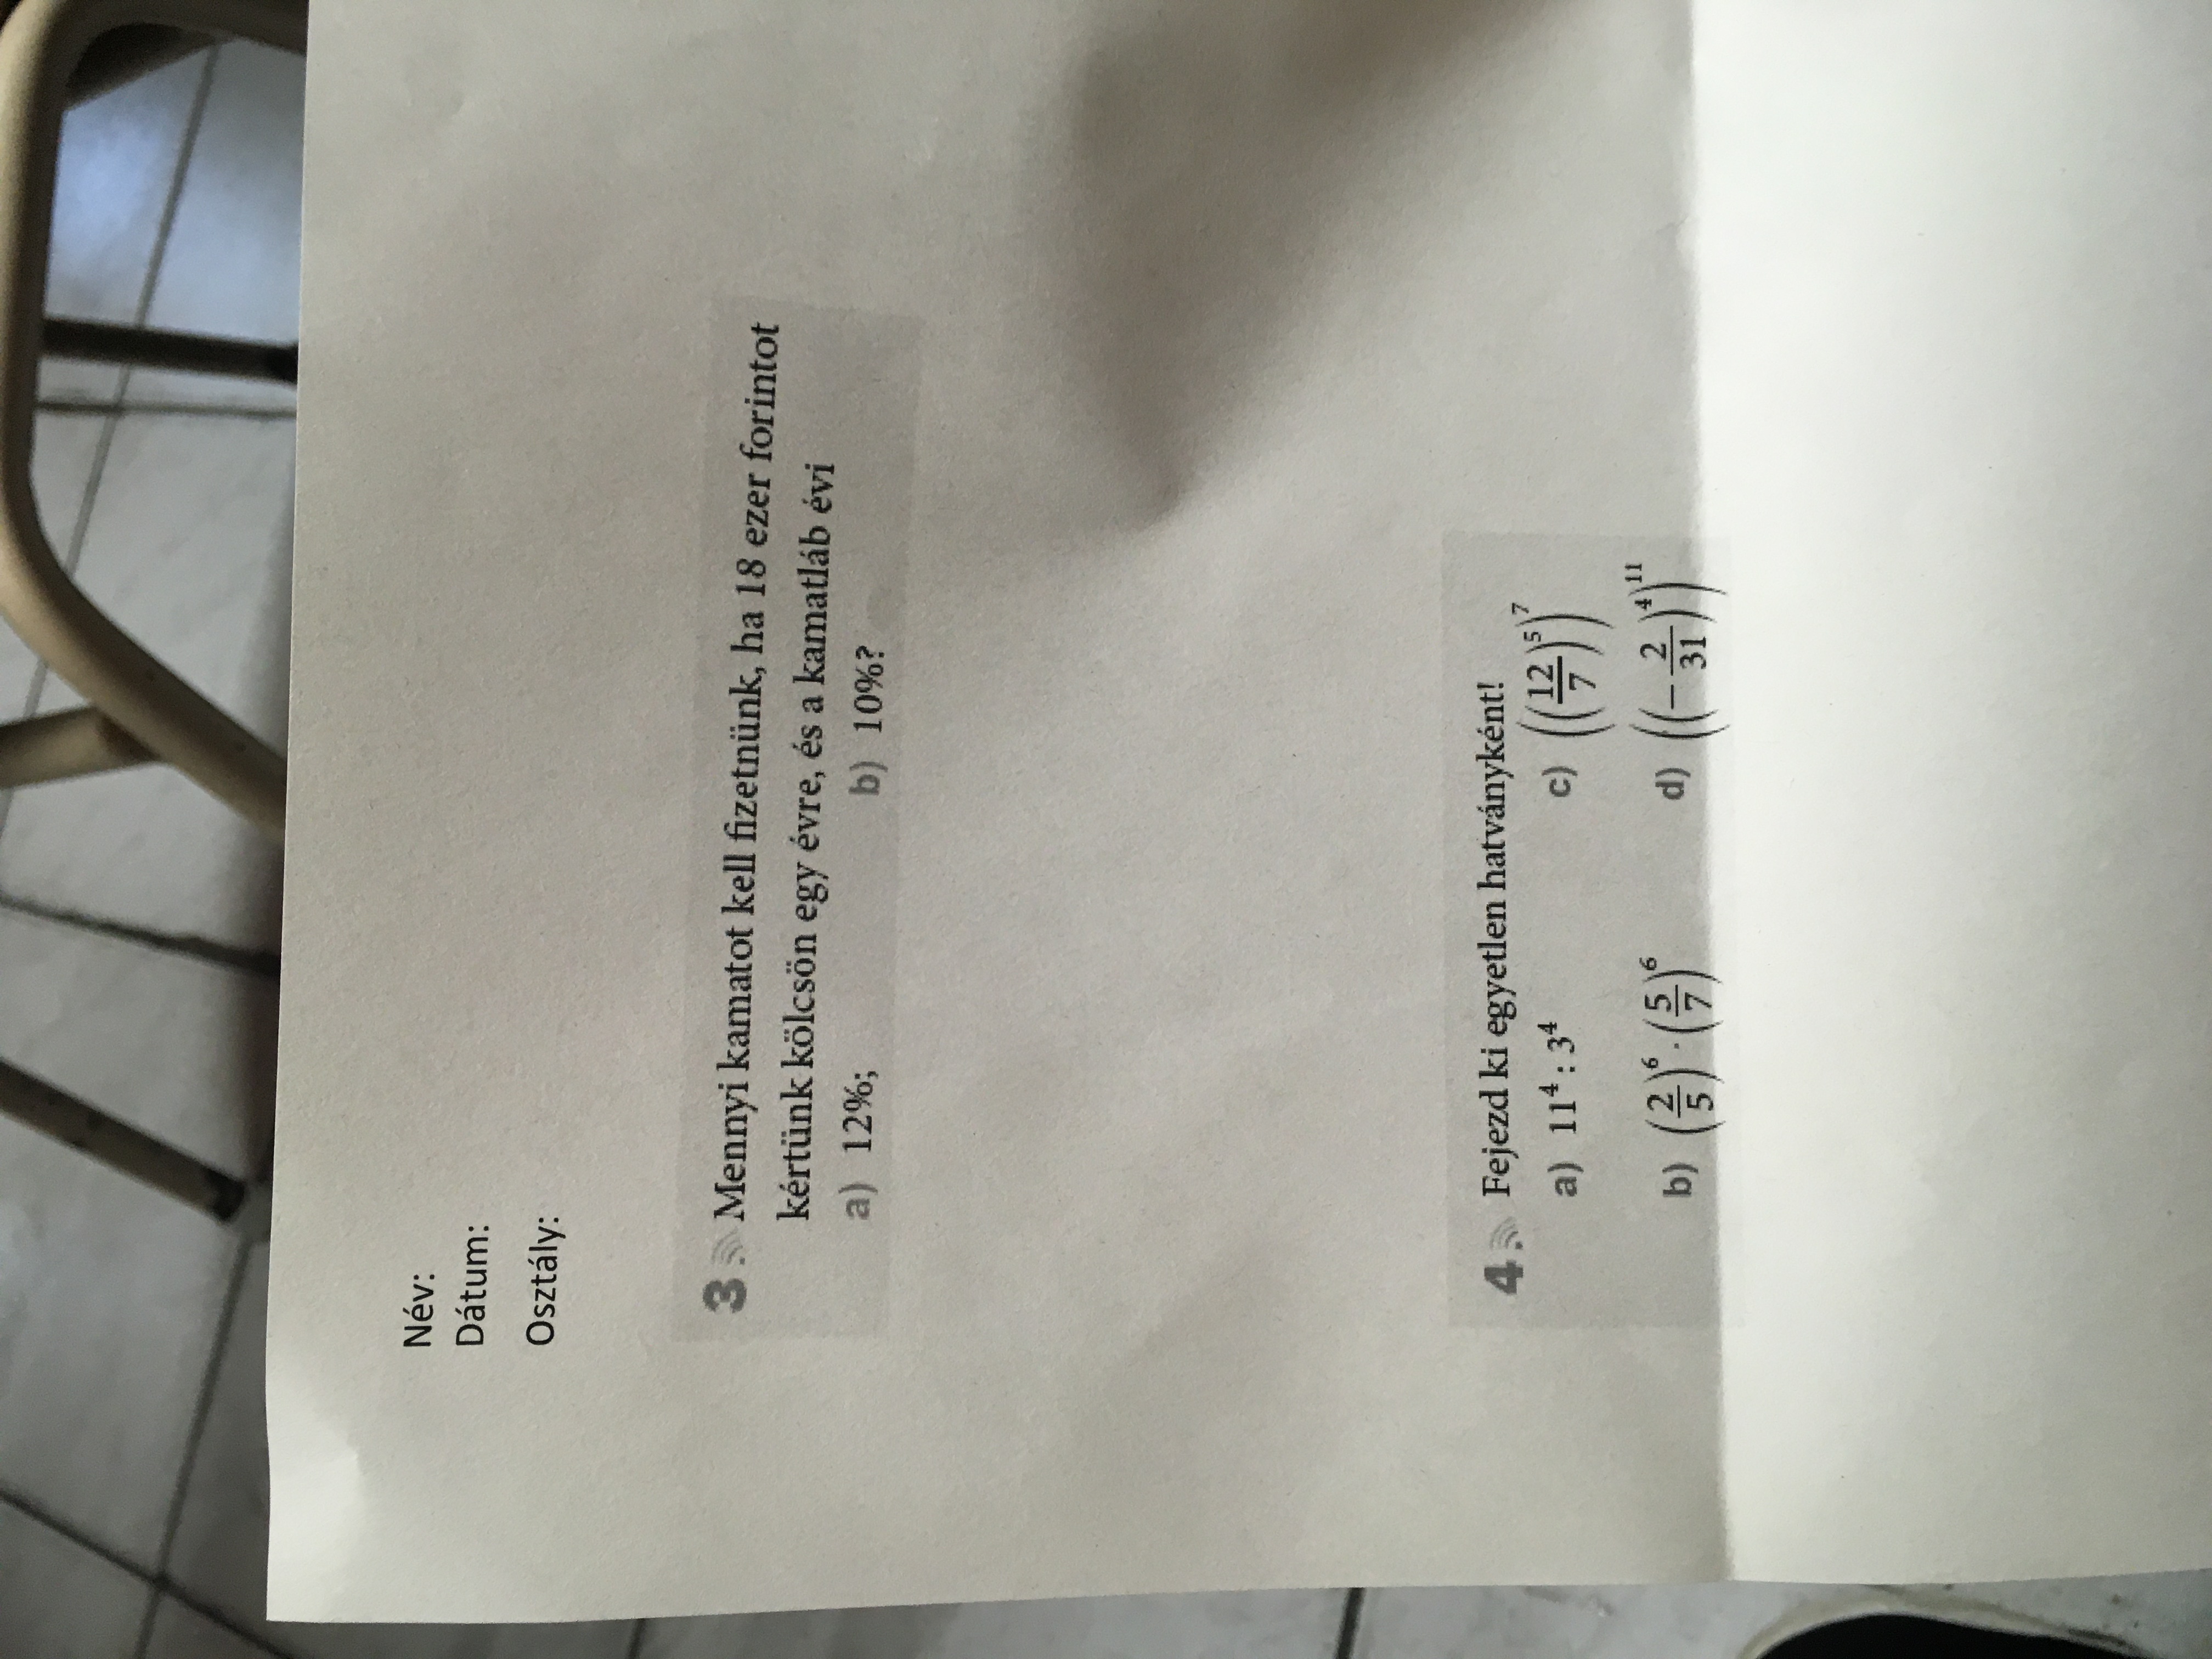 Név:
Dátum:
Osztály:
3. Mennyi kamatot kell fizetnünk, ha 18 ezer forintot
kértünk kölcsön egy évre, és a kamatláb évi
a) 12%; b) 10%?
4. Fejezd ki egyetlen hatványként!
a) 11⁴ : 3⁴ c) ((12/7)⁵)⁷
b) (2/5)⁶ · (5/7)⁶ d) ((−2/31)⁴)¹¹